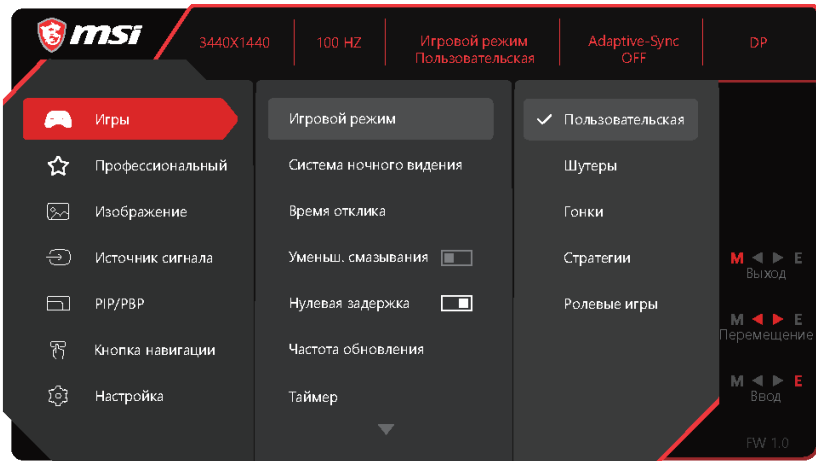 msi
3440X1440
100 HZ
Игровой режим
Пользовательская
Adaptive-Sync
OFF
DP
Игры
Профессиональный
Изображение
Источник сигнала
PIP/PBP
Кнопка навигации
Настройка
Игровой режим
Система ночного видения
Время отклика
Уменьш. смазывания
Нулевая задержка
Частота обновления
Таймер
Пользовательская
Шутеры
Гонки
Стратегии
Ролевые игры
M ◀ ▶ E
Выход
M ◀ ▶ E
Перемещение
M ◀ ▶ E
Ввод
FW 1.0